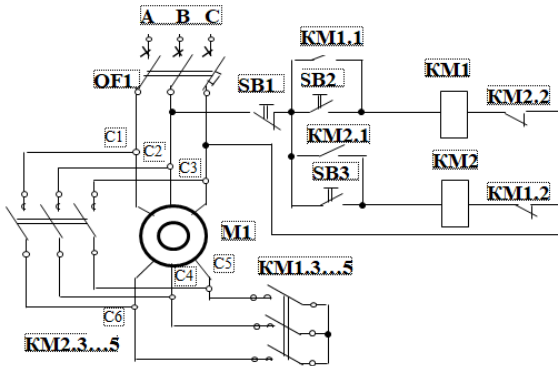 A B C
QF1
C1
C2
C3
KM1.1
SB1
SB2
KM1
KM2.2
KM2.1
SB3
KM2
KM1.2
M1
C4
C5
C6
KM1.3...5
KM2.3...5